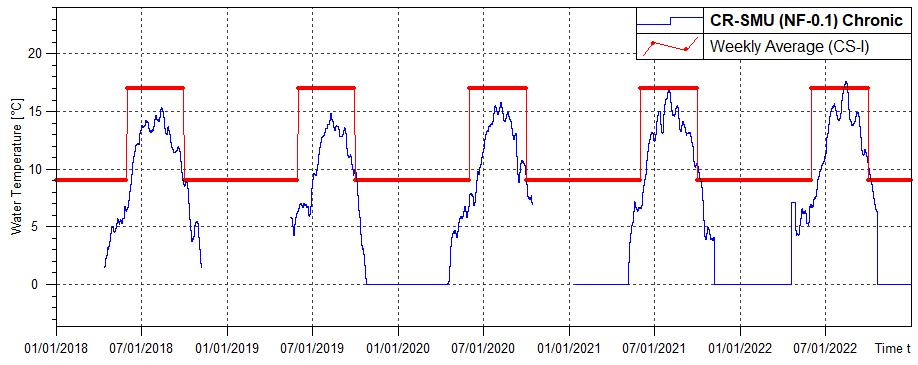 CR-SMU (NF-0.1) Chronic
Weekly Average (CS-I)
Water Temperature [°C]
20
15
10
5
0
01/01/2018 07/01/2018 01/01/2019 07/01/2019 01/01/2020 07/01/2020 01/01/2021 07/01/2021 01/01/2022 07/01/2022 Time t